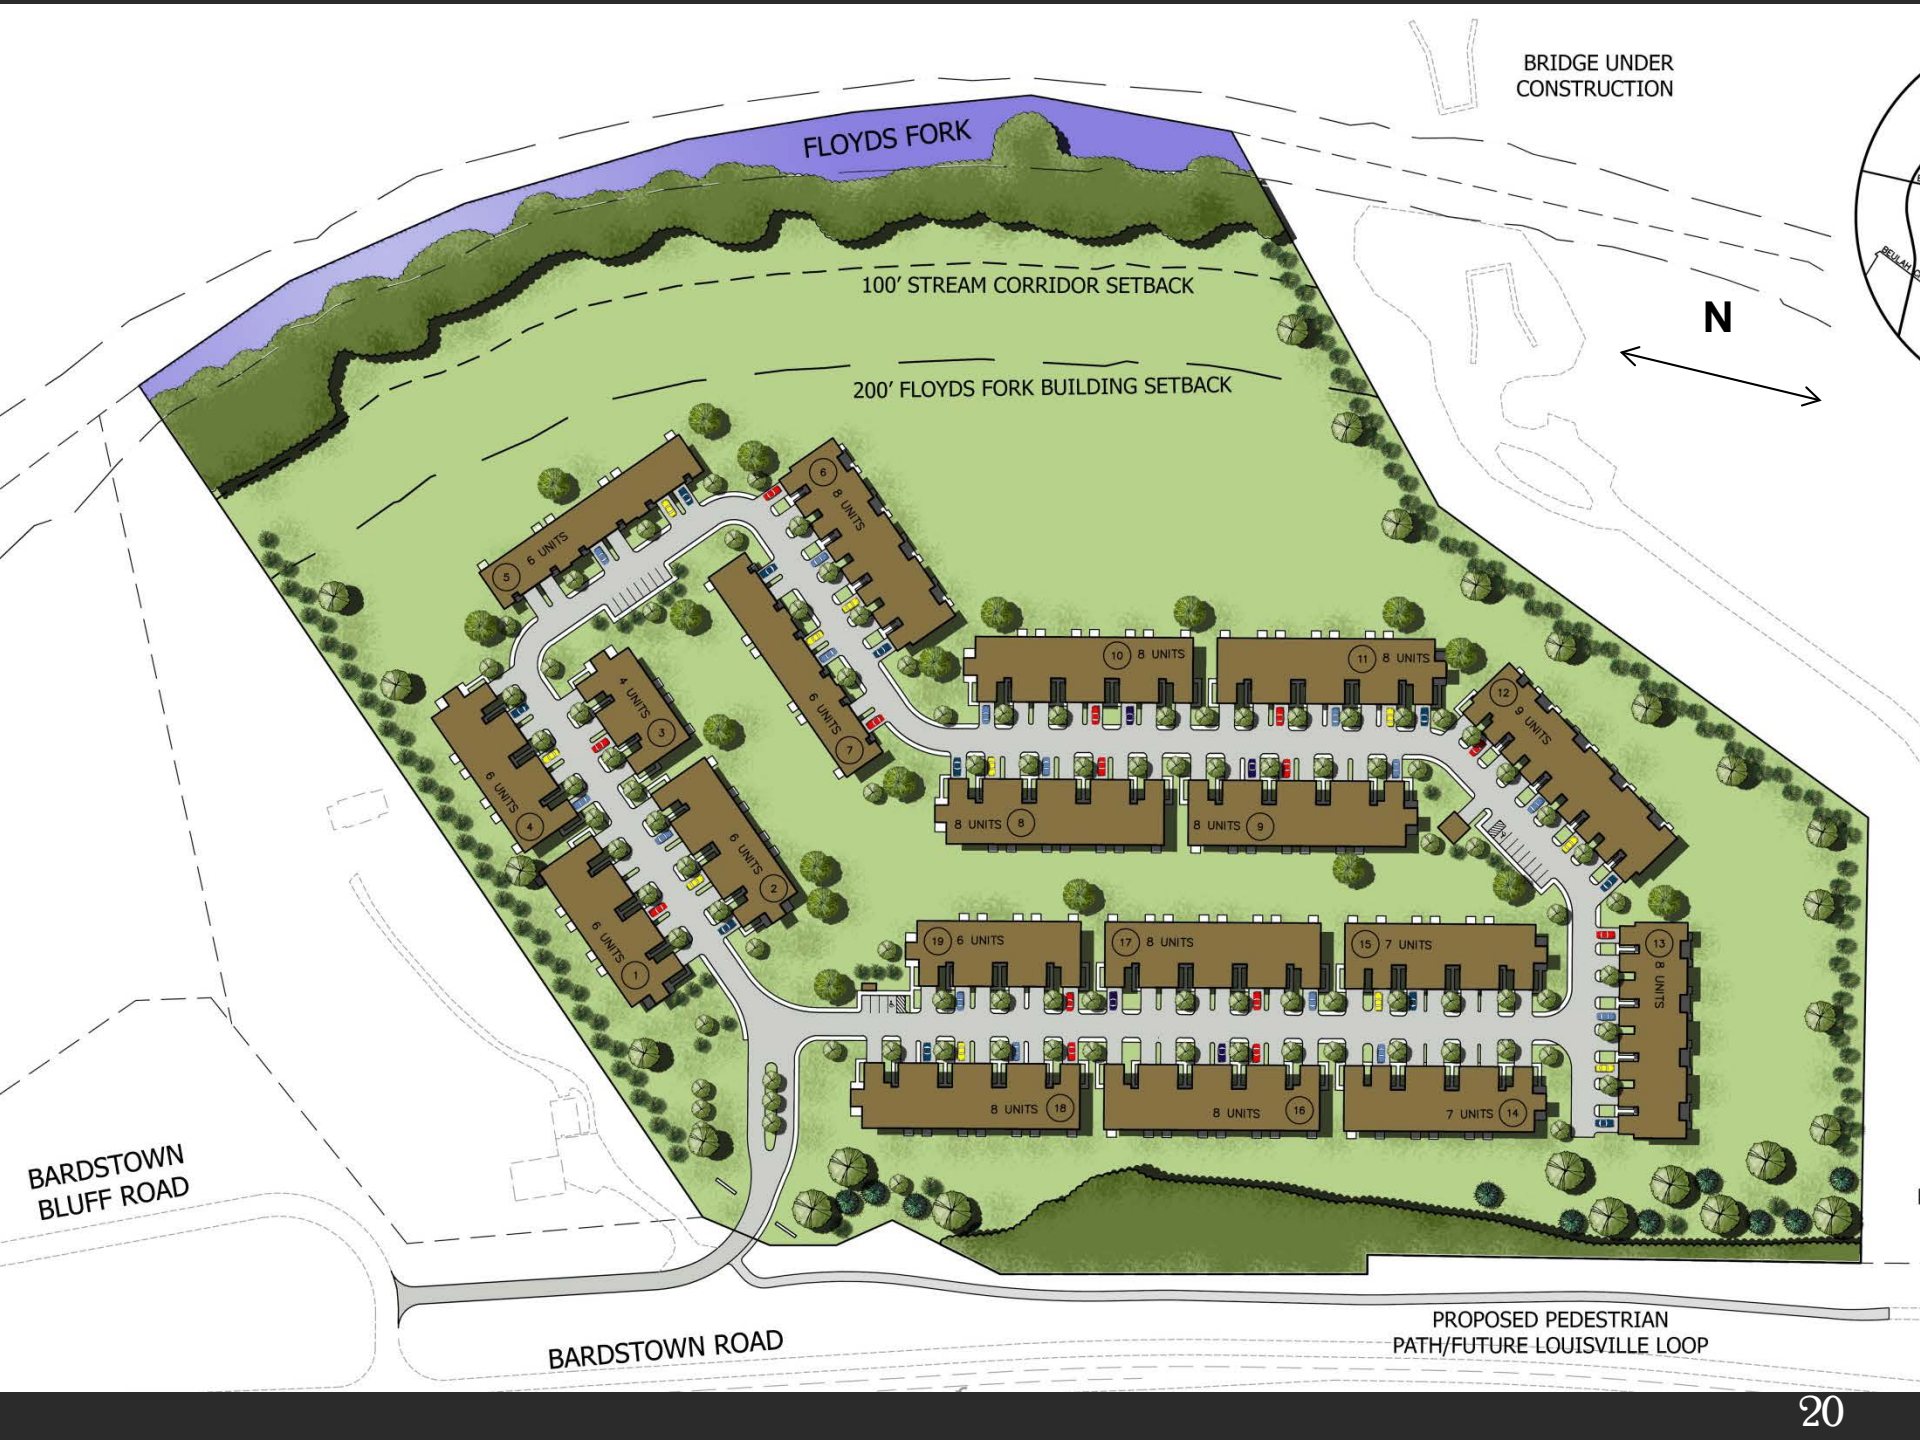 BRIDGE UNDER
CONSTRUCTION
FLOYDS FORK
BEULAH
100' STREAM CORRIDOR SETBACK
N
200' FLOYDS FORK BUILDING SETBACK
5
6 UNITS
6
8 UNITS
10
8 UNITS
11
8 UNITS
12
9 UNITS
4 UNITS
3
6 UNITS
7
6 UNITS
4
8 UNITS
8
8 UNITS
9
6 UNITS
2
6 UNITS
1
19
6 UNITS
17
8 UNITS
15
7 UNITS
13
8 UNITS
8 UNITS
18
8 UNITS
16
7 UNITS
14
BARDSTOWN
BLUFF ROAD
BARDSTOWN ROAD
PROPOSED PEDESTRIAN
PATH/FUTURE LOUISVILLE LOOP
20